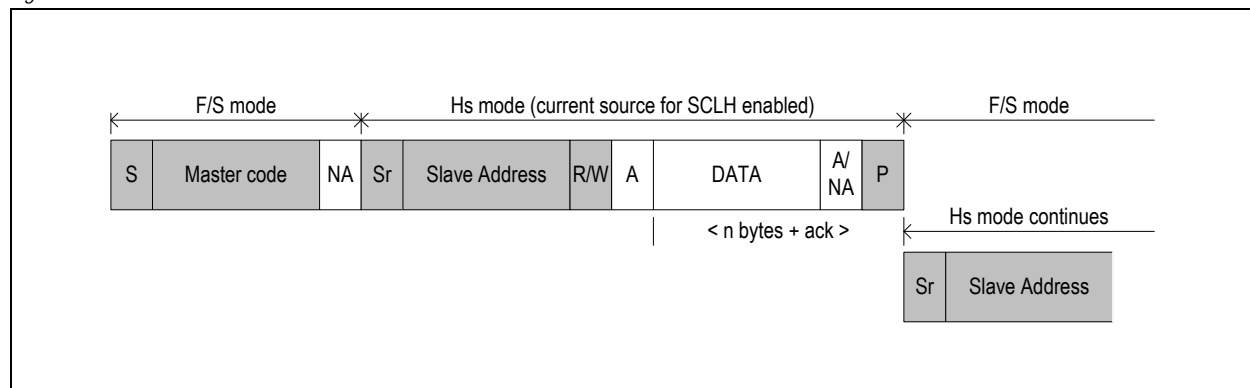 F/S mode Hs mode (current source for SCLH enabled) F/S mode
S Master code NA Sr Slave Address R/W A DATA A/
NA P
< n bytes + ack > Hs mode continues
Sr Slave Address